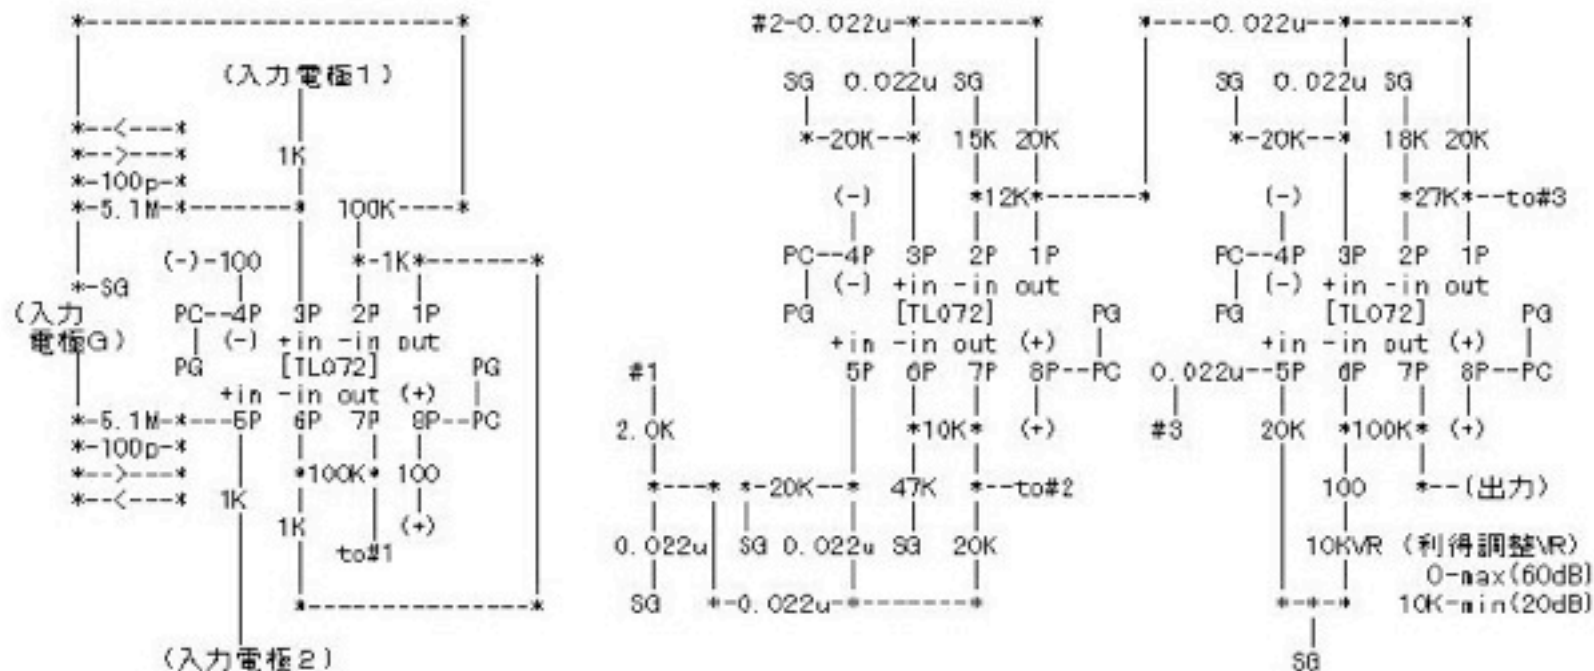 *--------------------*          #2-0.022u-*-------*       *----0.022u--*-------*
(入力電極1)          SG 0.022u SG          SG 0.022u SG
*--<---*
*-->---*  1K          *-20K--* 15K 20K          *-20K--* 18K 20K
*-100p-*
*-5.1M-*-------* 100K----*          (-) *12K*-------*          (-) *27K*--to#3
(-)-100 *-1K*-------*          PC--4P 3P 2P 1P          PC--4P 3P 2P 1P
*-SG          (-) +in -in out          (-) +in -in out
(入力 PC--4P 3P 2P 1P          PG [TL072] PG          PG [TL072] PG
電極G) (-) +in -in out          +in -in out (+)          +in -in out (+)
PG [TL072] PG          #1 5P 6P 7P 8P--PC          0.022u--5P 6P 7P 8P--PC
+in -in out (+)
*-5.1M-*---5P 6P 7P 8P--PC          2.0K *10K* (+)          #3 20K *100K* (+)
*-100p-*
*-->---* *100K* 100          *---* *-20K--* 47K *--to#2          100 *--(出力)
*--<---* 1K
1K (+)          0.022u SG 0.022u SG 20K          10KVR (利得調整VR)
to#1          0-max(60dB)
*---------------*          SG *-0.022u-*-------*          *-*-* 10K-min(20dB)
(入力電極2)          SG